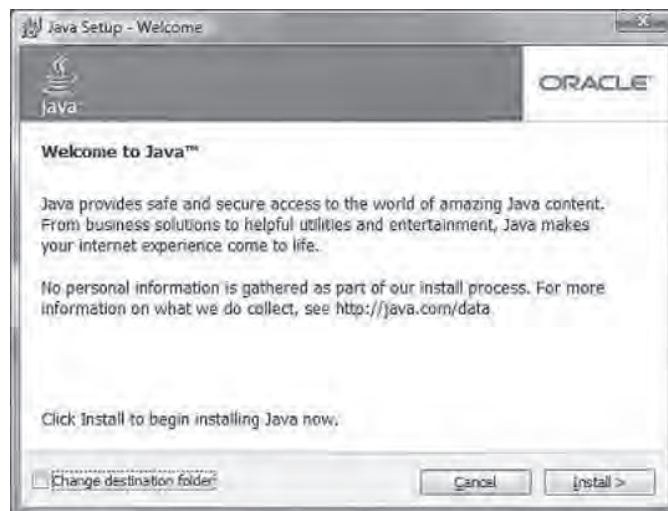 Java Setup - Welcome
Java
ORACLE
Welcome to Java™
Java provides safe and secure access to the world of amazing Java content.
From business solutions to helpful utilities and entertainment, Java makes
your internet experience come to life.
No personal information is gathered as part of our install process. For more
information on what we do collect, see http://java.com/data
Click Install to begin installing Java now.
Change destination folder
Cancel
Install >